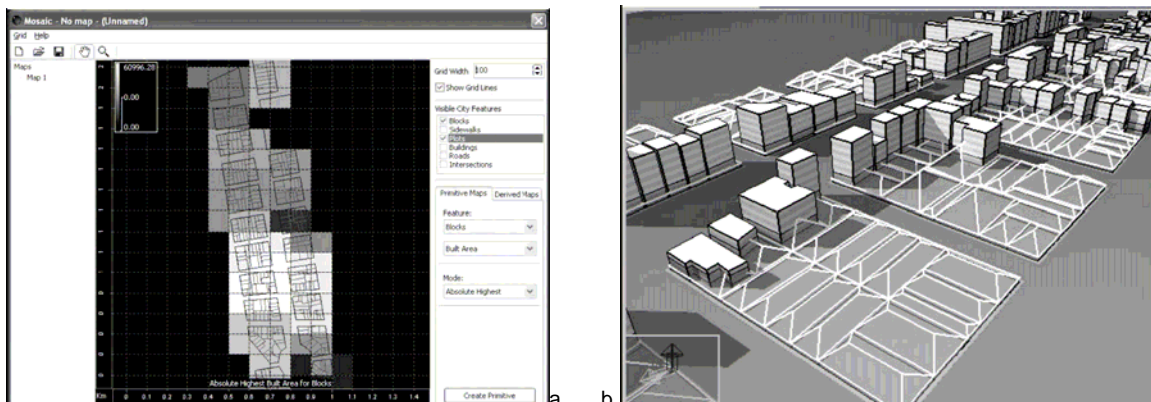 Mosaic - No map - (Unnamed)
Grid Help
Maps
Map 1
60996.28
0.00
0.00
Grid Width 100
Show Grid Lines
Visible City Features
Blocks
Sidewalks
Plots
Buildings
Roads
Intersections
Primitive Maps Derived Maps
Feature:
Blocks
Built Area
Mode:
Absolute Highest
Create Primitive
Absolute Highest Built Area for Blocks
Km 0 0.1 0.2 0.3 0.4 0.5 0.6 0.7 0.8 0.9 1.0 1.1 1.2 1.3 1.4
a
b